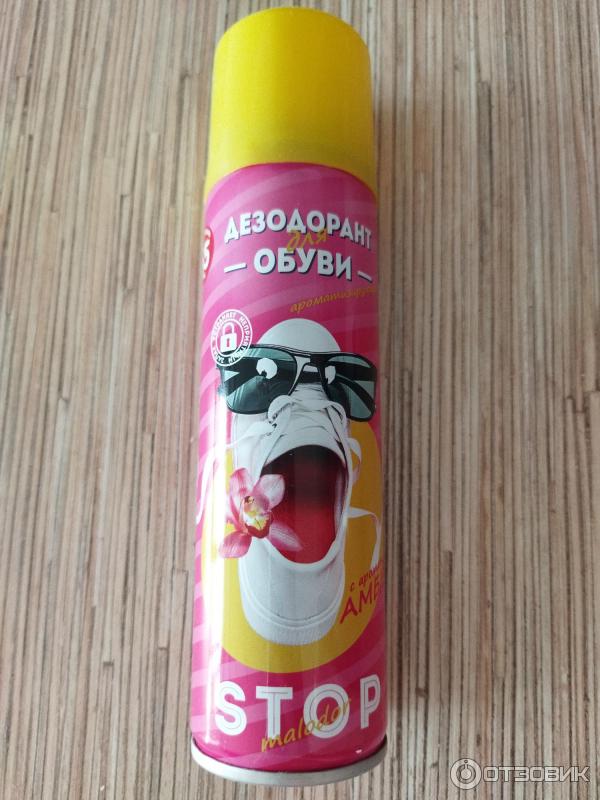 ДЕЗОДОРАНТ
для
— ОБУВИ —
с
STOP
malodor
ОТЗОВИК